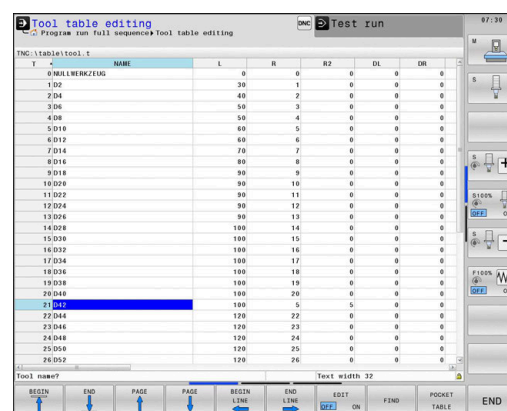 Tool table editing
DNC
Test run
07:30
Program run full sequence▸Tool table editing
TNC:\table\tool.t
T NAME L R R2 DL DR
0 NULLWERKZEUG 0 0 0 0 0
1 D2 30 1 0 0 0
2 D4 40 2 0 0 0
3 D6 50 3 0 0 0
4 D8 50 4 0 0 0
5 D10 60 5 0 0 0
6 D12 60 6 0 0 0
7 D14 70 7 0 0 0
8 D16 80 8 0 0 0
9 D18 90 9 0 0 0
10 D20 90 10 0 0 0
11 D22 90 11 0 0 0
12 D24 90 12 0 0 0
13 D26 90 13 0 0 0
14 D28 100 14 0 0 0
15 D30 100 15 0 0 0
16 D32 100 16 0 0 0
17 D34 100 17 0 0 0
18 D36 100 18 0 0 0
19 D38 100 19 0 0 0
20 D40 100 20 0 0 0
21 D42 100 5 5 0 0
22 D44 120 22 0 0 0
23 D46 120 23 0 0 0
24 D48 120 24 0 0 0
25 D50 120 25 0 0 0
26 D52 120 26 0 0 0
Tool name? Text width 32
M
S
S
S100%
OFF
S
F100% W
OFF
BEGIN
END
PAGE
PAGE
BEGIN LINE
END LINE
EDIT
OFF ON
FIND
POCKET TABLE
END